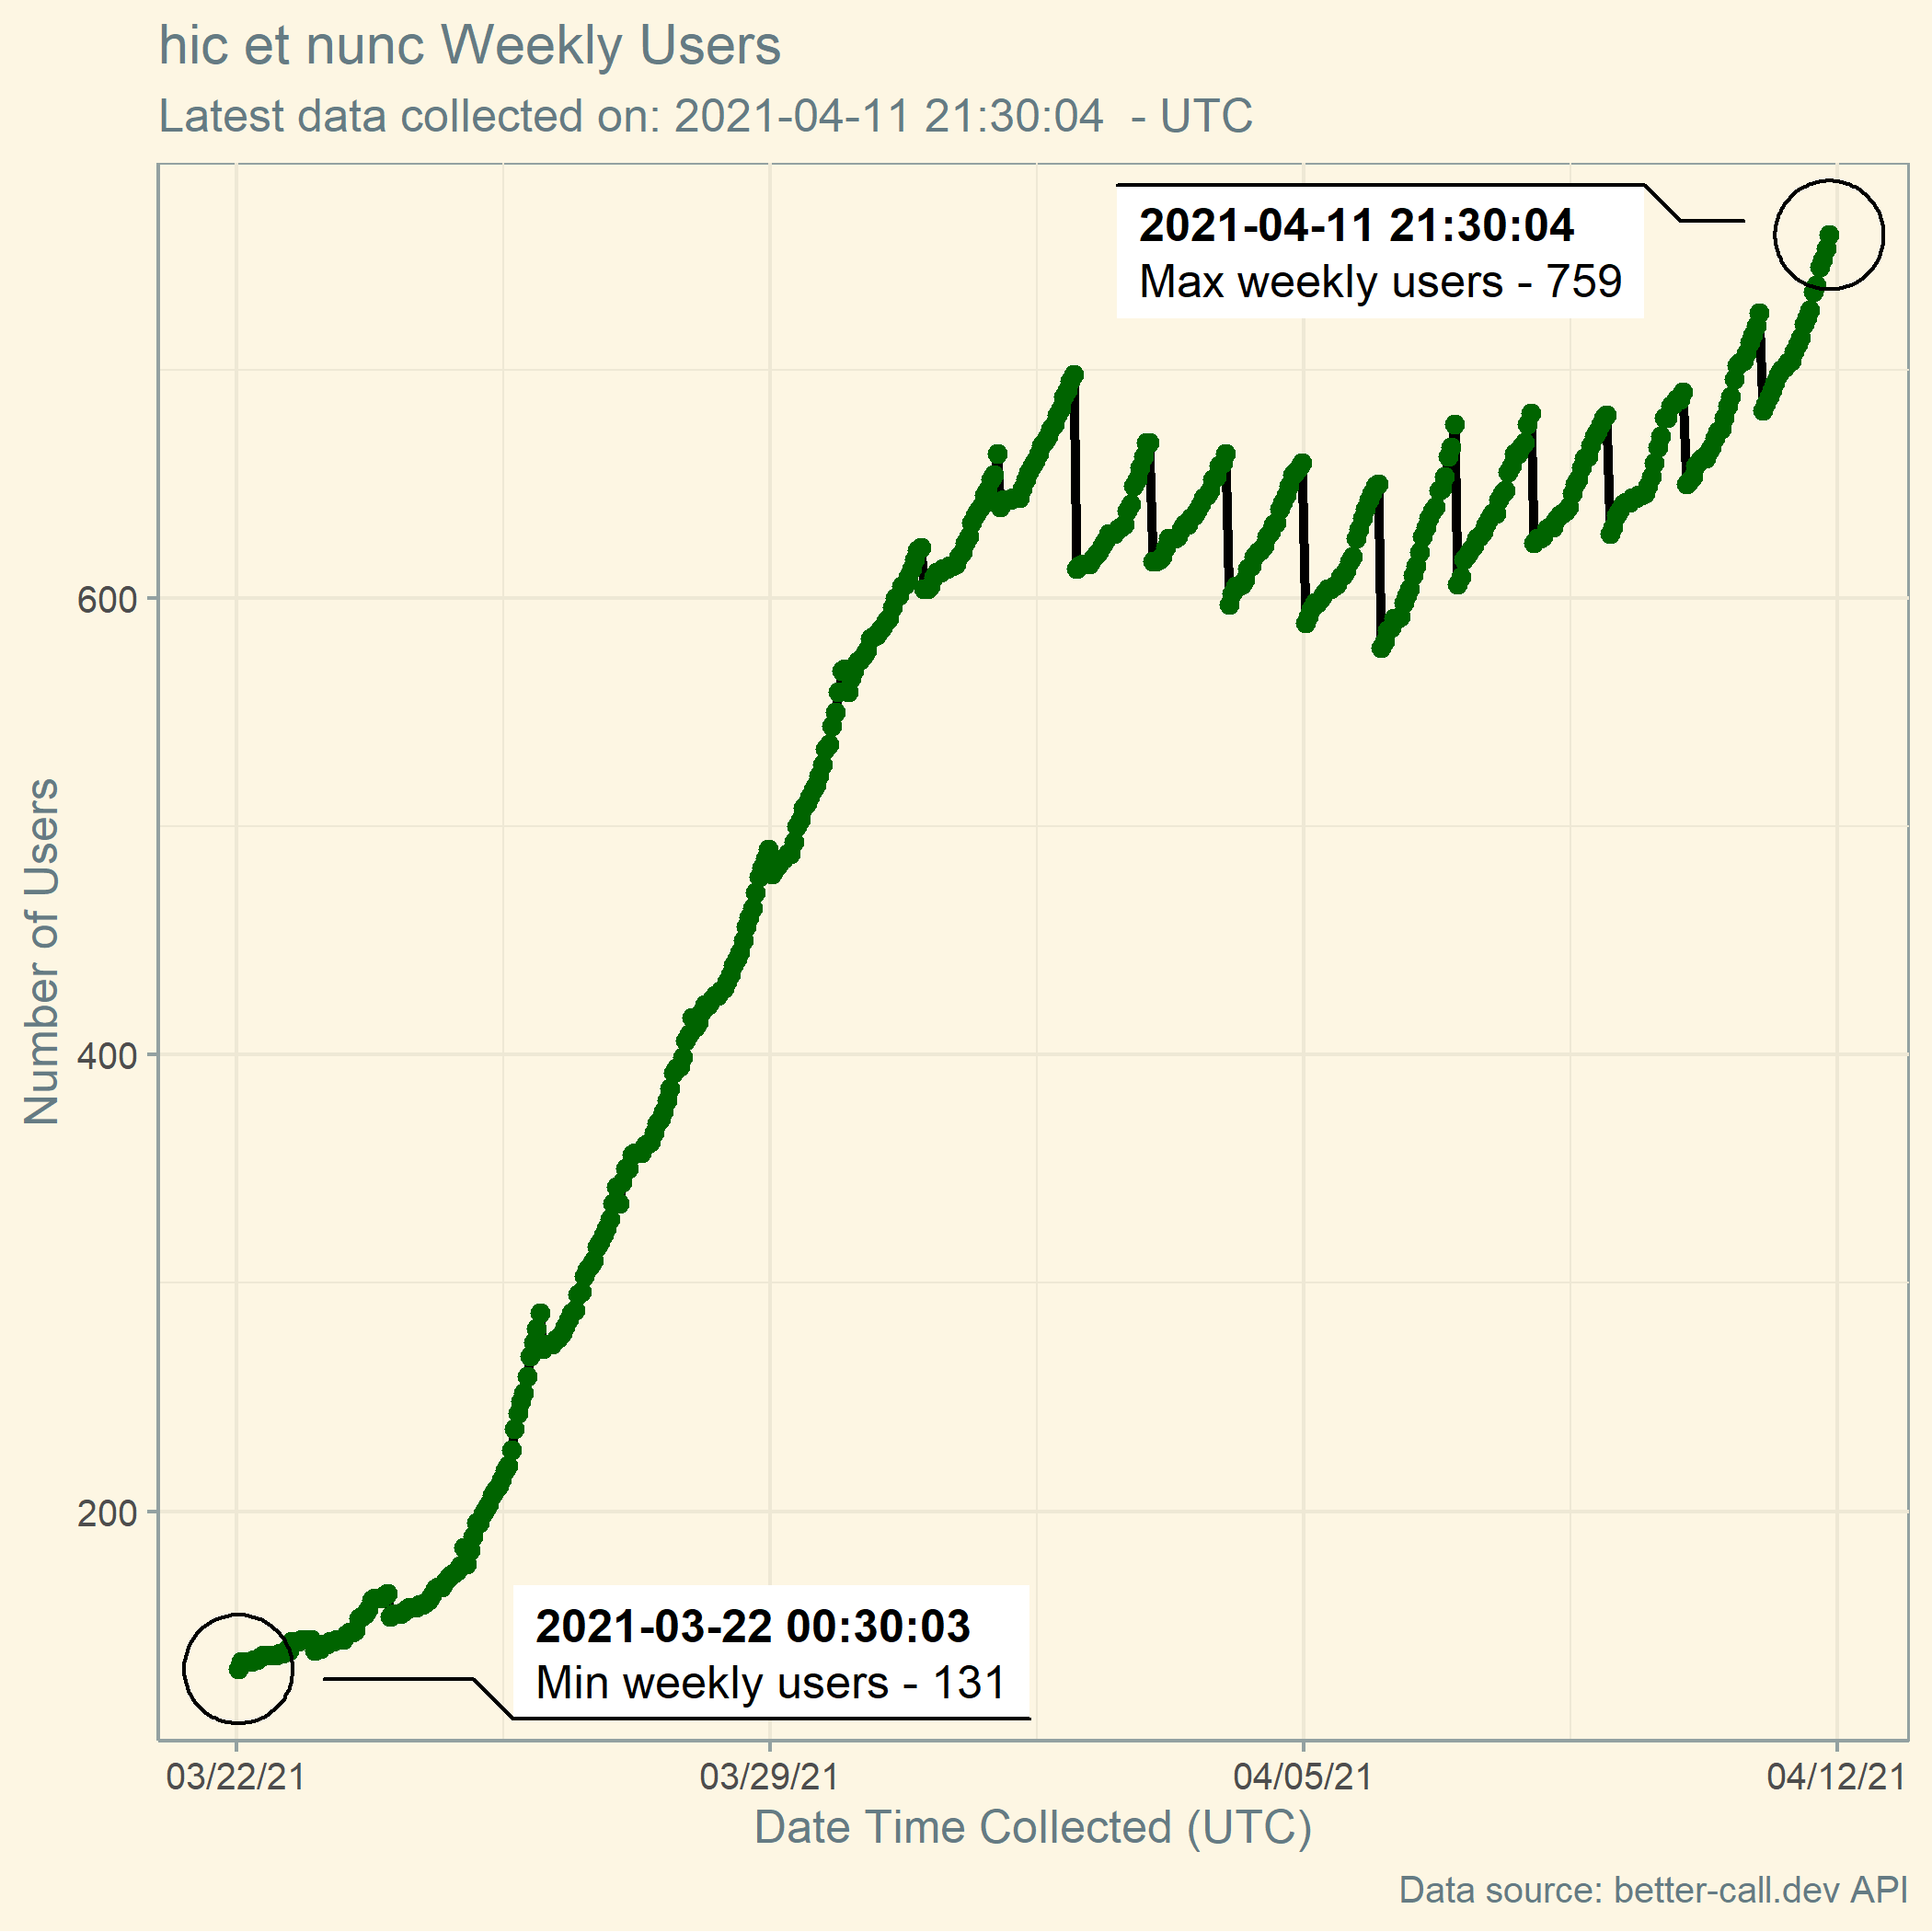 hic et nunc Weekly Users
Latest data collected on: 2021-04-11 21:30:04  - UTC
2021-04-11 21:30:04
Max weekly users - 759
600
400
200
Number of Users
2021-03-22 00:30:03
Min weekly users - 131
03/22/21
03/29/21
04/05/21
04/12/21
Date Time Collected (UTC)
Data source: better-call.dev API